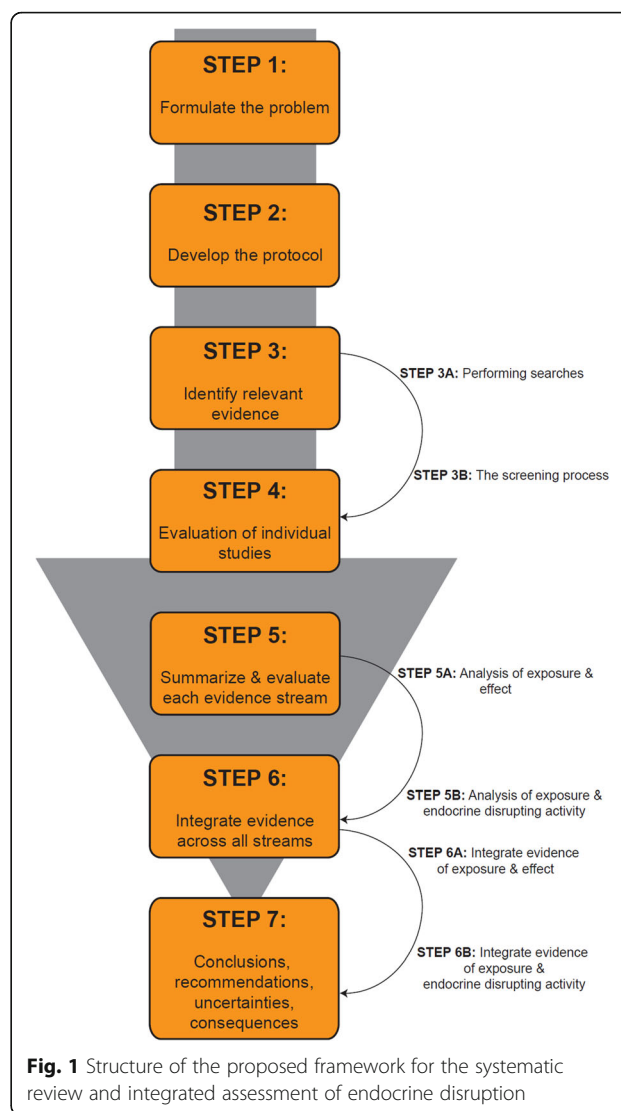 STEP 1:
Formulate the problem
STEP 2:
Develop the protocol
STEP 3:
Identify relevant
evidence
STEP 3A: Performing searches
STEP 3B: The screening process
STEP 4:
Evaluation of individual
studies
STEP 5:
Summarize & evaluate
each evidence stream
STEP 5A: Analysis of exposure &
effect
STEP 5B: Analysis of exposure &
endocrine disrupting activity
STEP 6:
Integrate evidence
across all streams
STEP 6A: Integrate evidence
of exposure & effect
STEP 6B: Integrate evidence
of exposure &
endocrine disrupting activity
STEP 7:
Conclusions,
recommendations,
uncertainties,
consequences
Fig. 1 Structure of the proposed framework for the systematic
review and integrated assessment of endocrine disruption